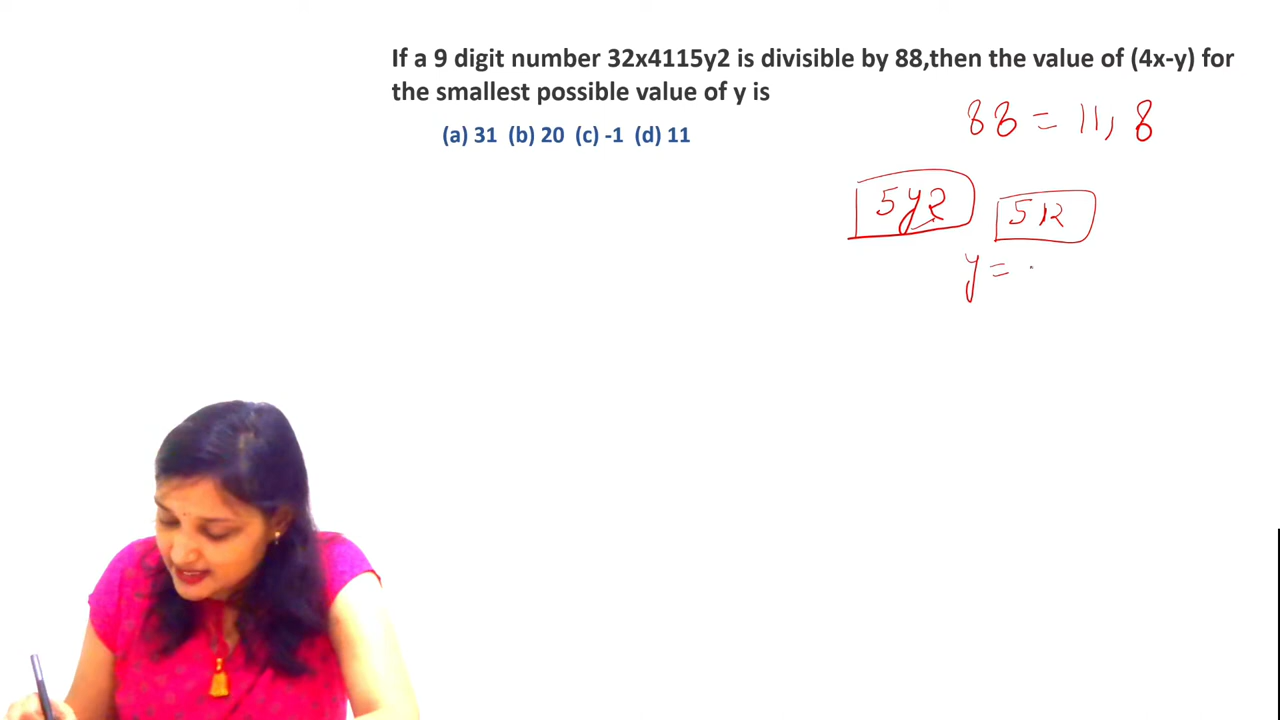 If a 9 digit number 32x4115y2 is divisible by 88,then the value of (4x-y) for
the smallest possible value of y is
(a) 31 (b) 20 (c) -1 (d) 11
88 = 11, 8
5y2 512
y =